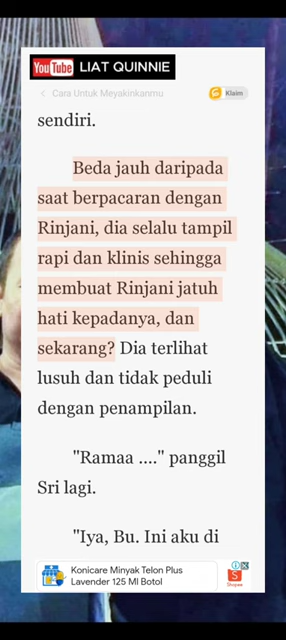 YouTube LIAT QUINNIE
Cara Untuk Meyakinkanmu
Klaim
sendiri.
Beda jauh daripada
saat berpacaran dengan
Rinjani, dia selalu tampil
rapi dan klinis sehingga
membuat Rinjani jatuh
hati kepadanya, dan
sekarang? Dia terlihat
lusuh dan tidak peduli
dengan penampilan.
"Ramaa ...." panggil
Sri lagi.
"Iya, Bu. Ini aku di
Konicare Minyak Telon Plus
Lavender 125 Ml Botol
Shopee